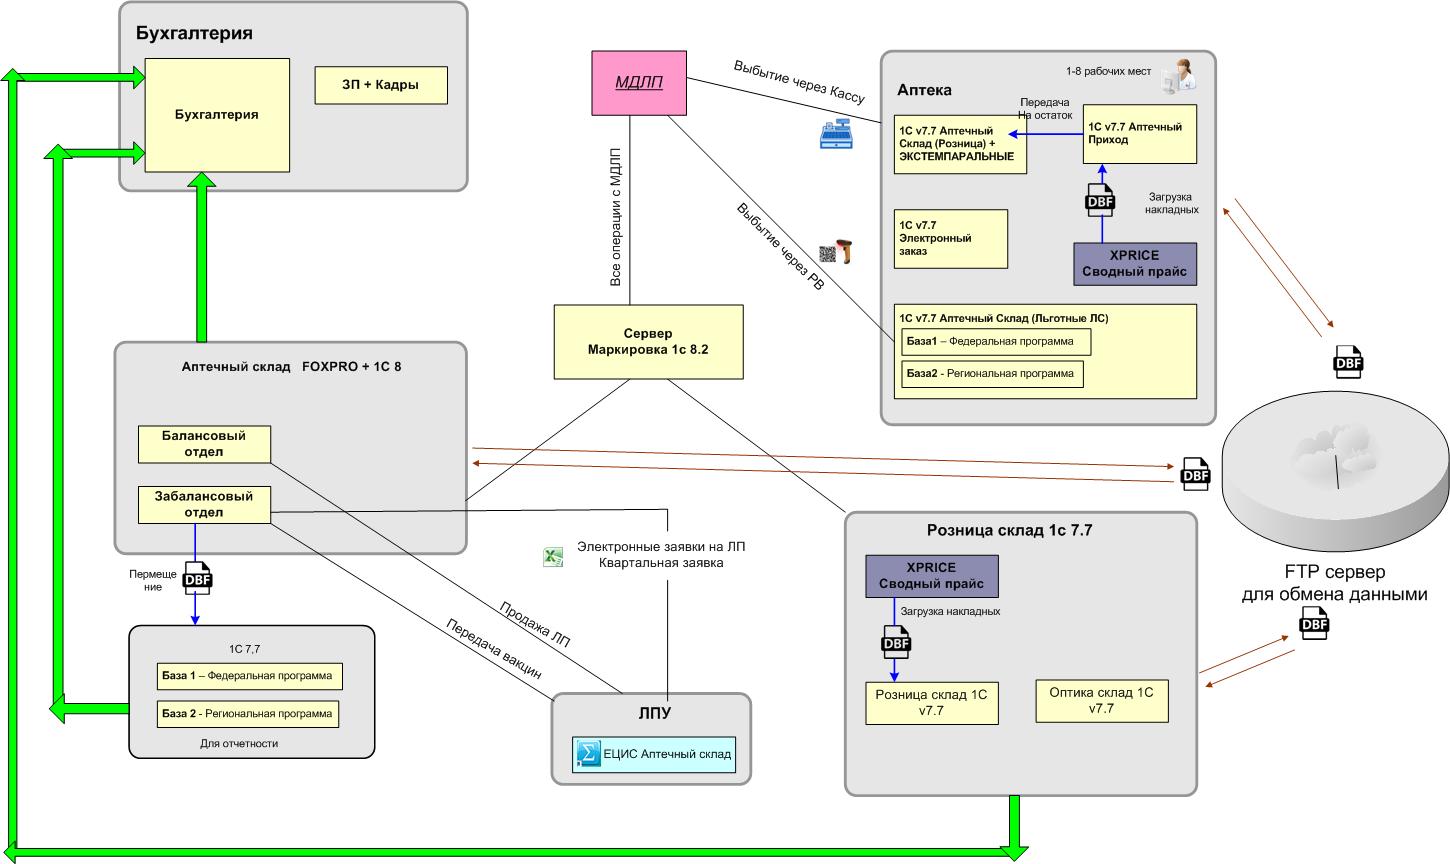 Бухгалтерия
Бухгалтерия
ЗП + Кадры
МДЛП
Выбытие через Кассу
Все операции с МДЛП
Выбытие через РВ
Аптека
1-8 рабочих мест
Передача
На остаток
1С v7.7 Аптечный
Склад (Розница) +
ЭКСТЕМПАРАЛЬНЫЕ
1С v7.7 Аптечный
Приход
DBF
Загрузка
накладных
1С v7.7
Электронный
заказ
XPRICE
Сводный прайс
1С v7.7 Аптечный Склад (Льготные ЛС)
База1 – Федеральная программа
База2 - Региональная программа
Сервер
Маркировка 1с 8.2
Аптечный склад FOXPRO + 1С 8
Балансовый
отдел
Забалансовый
отдел
DBF
DBF
FTP сервер
для обмена данными
DBF
Электронные заявки на ЛП
Квартальная заявка
Пермеще
ние
DBF
Продажа ЛП
Передача вакцин
1С 7,7
База 1 – Федеральная программа
База 2 - Региональная программа
Для отчетности
ЛПУ
Σ
ЕЦИС Аптечный склад
Розница склад 1с 7.7
XPRICE
Сводный прайс
Загрузка накладных
DBF
Розница склад 1С
v7.7
Оптика склад 1С
v7.7